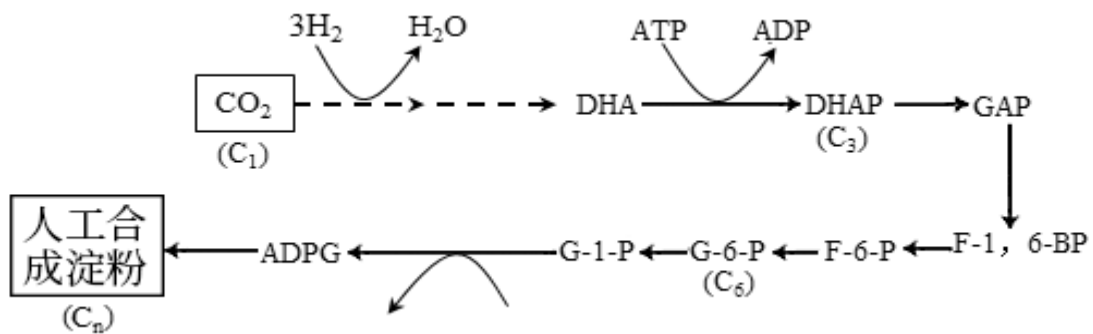 3H₂ H₂O ATP ADP
CO₂ DHA DHAP GAP
(C₁) (C₃)
人工合
成淀粉 ADPG G-1-P G-6-P F-6-P F-1，6-BP
(Cₙ) (C₆)